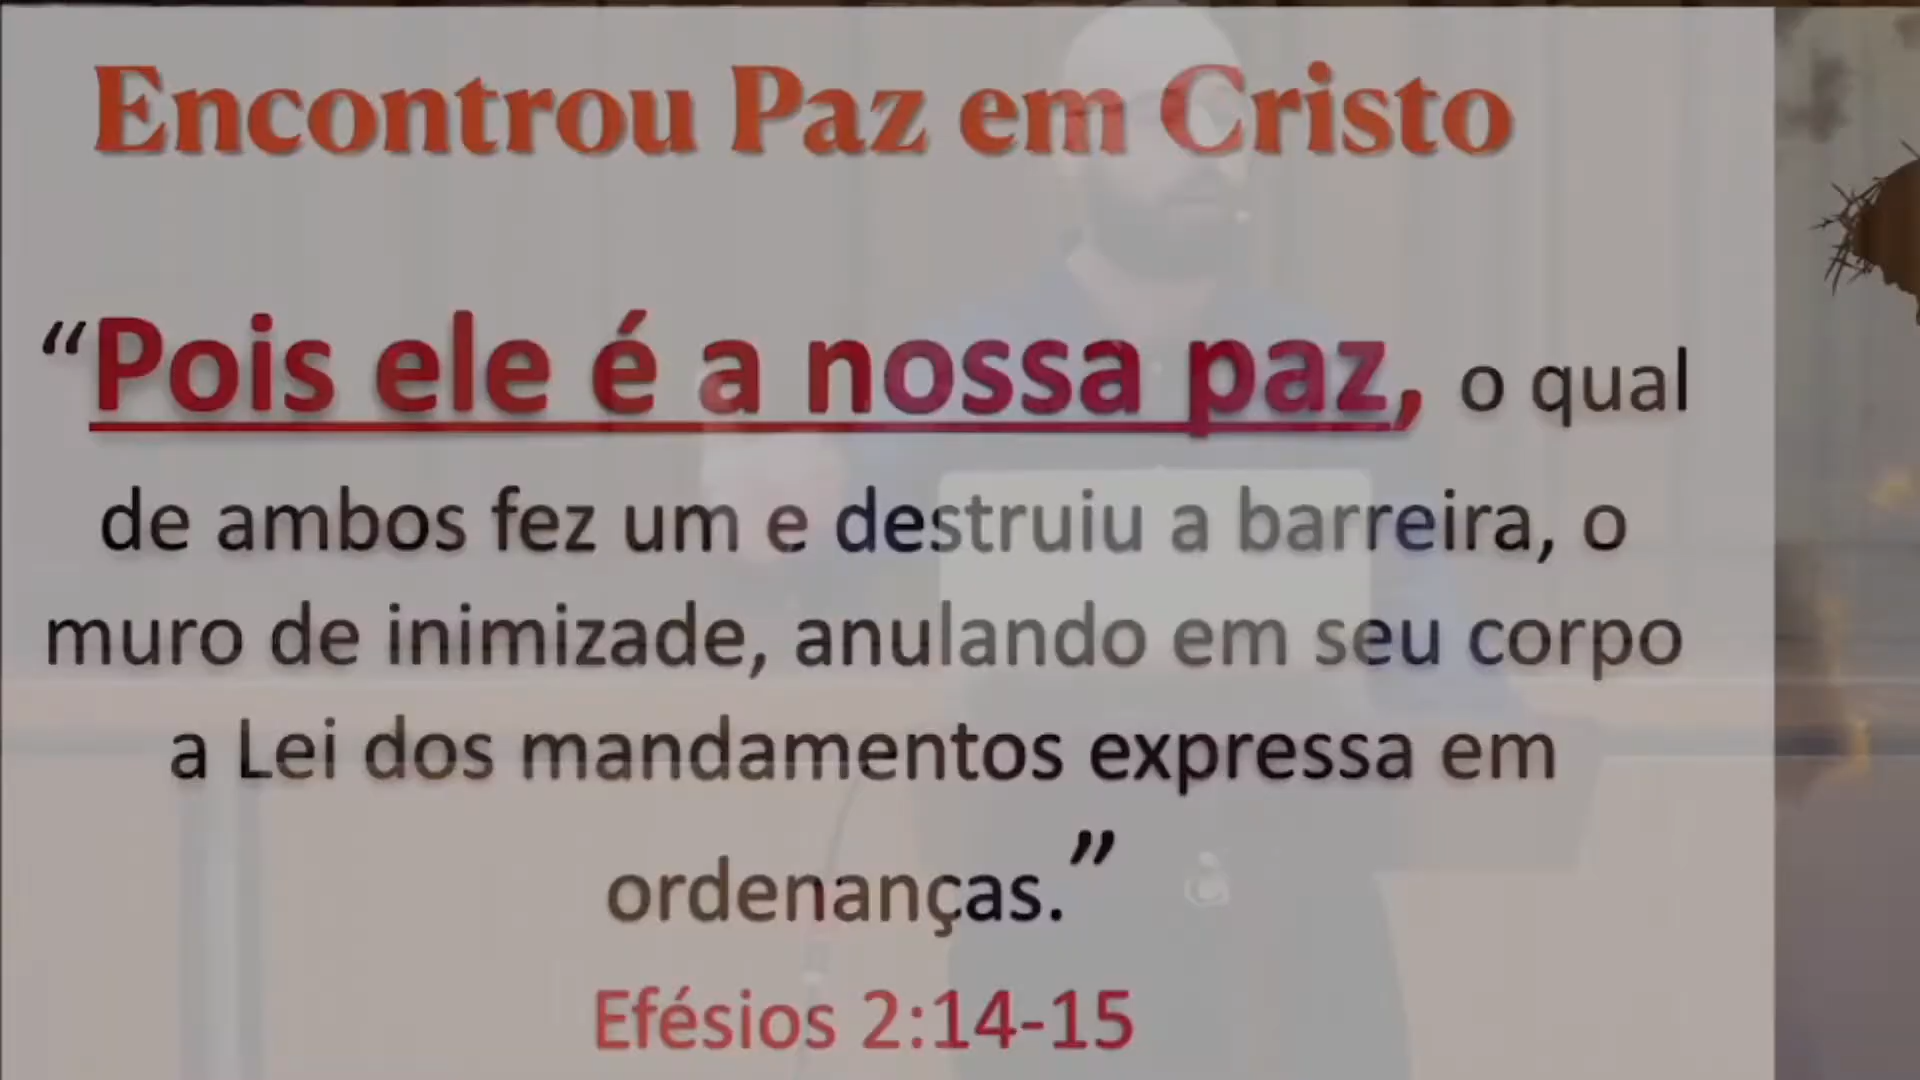 Encontrou Paz em Cristo
“Pois ele é a nossa paz, o qual
de ambos fez um e destruiu a barreira, o
muro de inimizade, anulando em seu corpo
a Lei dos mandamentos expressa em
ordenanças.”
Efésios 2:14-15